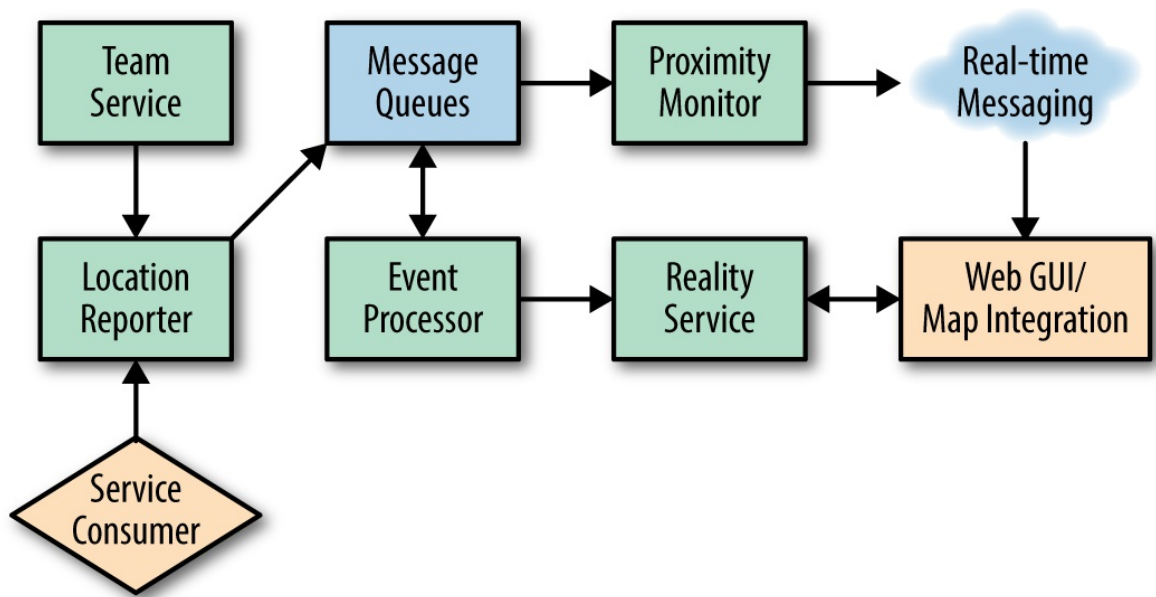 Team
Service
Message
Queues
Proximity
Monitor
Real-time
Messaging
Location
Reporter
Event
Processor
Reality
Service
Web GUI/
Map Integration
Service
Consumer